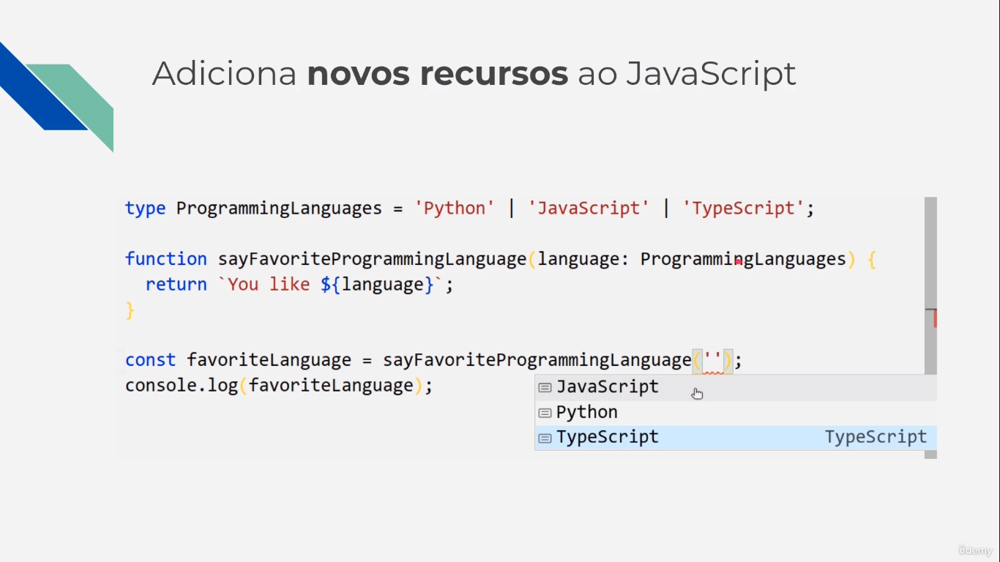 Adiciona novos recursos ao JavaScript
type ProgrammingLanguages = 'Python' | 'JavaScript' | 'TypeScript';
function sayFavoriteProgrammingLanguage(language: ProgrammingLanguages) {
  return `You like ${language}`;
}
const favoriteLanguage = sayFavoriteProgrammingLanguage('');
console.log(favoriteLanguage);
JavaScript
Python
TypeScript TypeScript
ûdemy